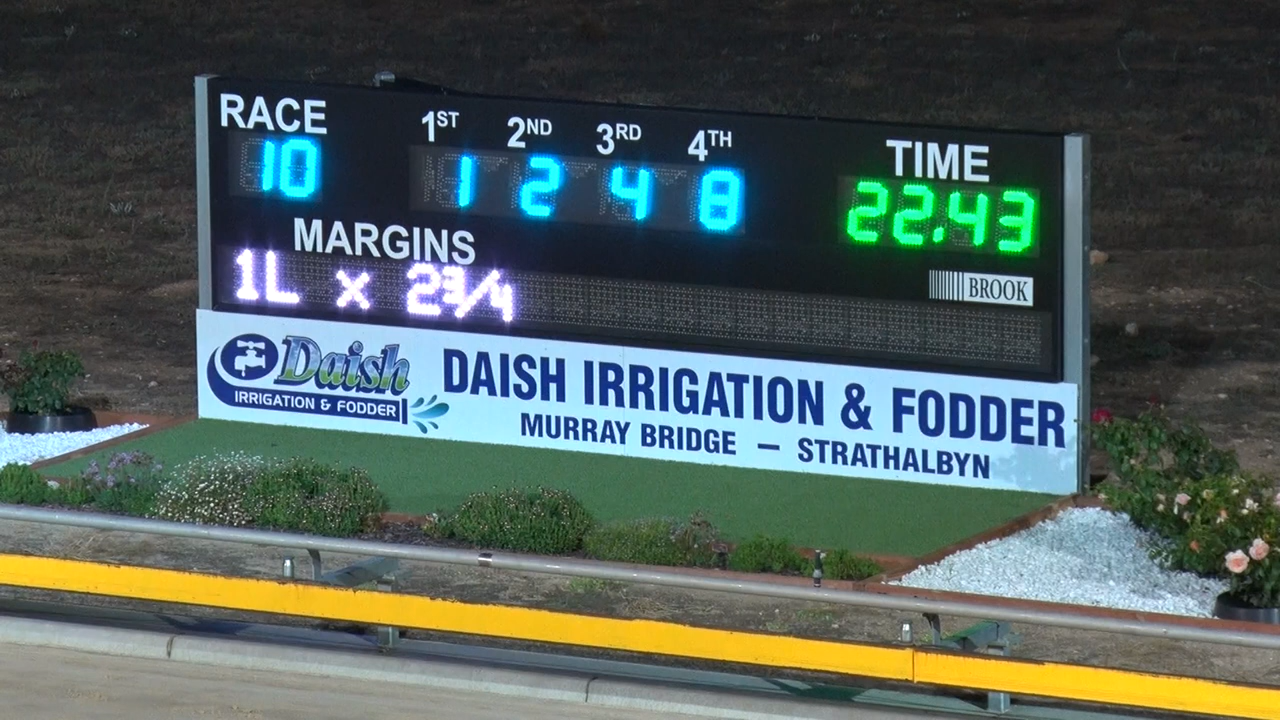 RACE 1ST 2ND 3RD 4TH TIME
10 1 2 4 8 22.43
MARGINS
1L x 2¾
BROOK
Daish
IRRIGATION & FODDER
DAISH IRRIGATION & FODDER
MURRAY BRIDGE — STRATHALBYN